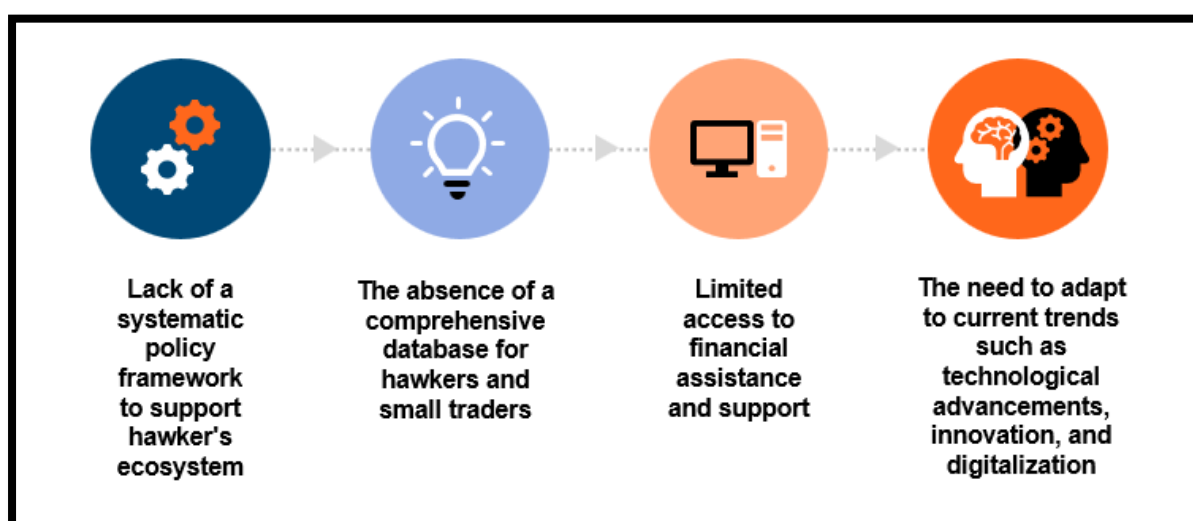 Lack of a
systematic
policy
framework
to support
hawker's
ecosystem
The absence of a
comprehensive
database for
hawkers and
small traders
Limited
access to
financial
assistance
and support
The need to adapt
to current trends
such as
technological
advancements,
innovation, and
digitalization